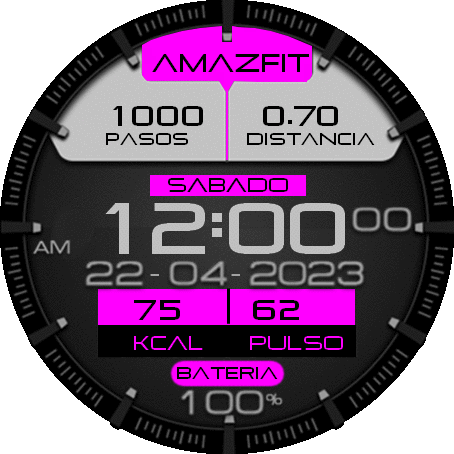 AMAZFIT
1000 0.70
PASOS DISTANCIA
SABADO
12:00 00
AM
22-04-2023
75 62
KCAL PULSO
BATERIA
100%